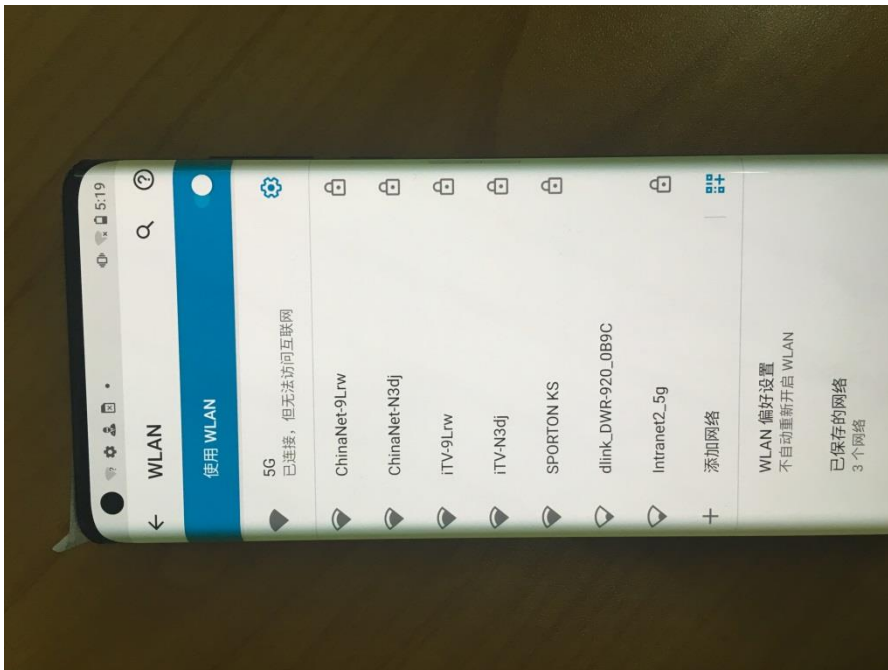 5:19
WLAN
使用 WLAN
5G
已连接，但无法访问互联网
ChinaNet-9Lrw
ChinaNet-N3dj
iTV-9Lrw
iTV-N3dj
SPORTON KS
dlink_DWR-920_0B9C
Intranet2_5g
添加网络
WLAN 偏好设置
不自动重新开启 WLAN
已保存的网络
3 个网络